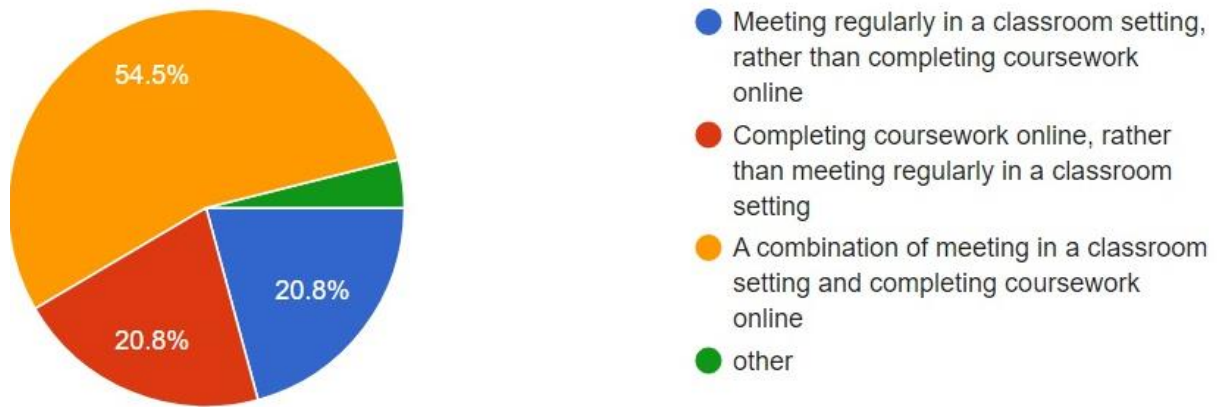 54.5%
20.8%
20.8%
Meeting regularly in a classroom setting,
rather than completing coursework
online
Completing coursework online, rather
than meeting regularly in a classroom
setting
A combination of meeting in a classroom
setting and completing coursework
online
other